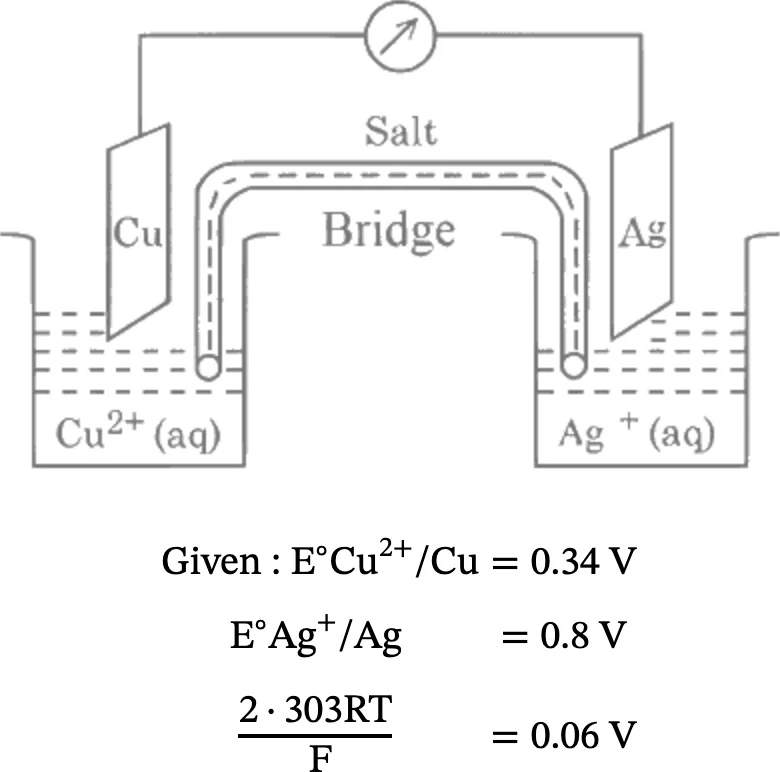 Salt
Bridge
Cu
Ag
Cu²⁺ (aq)
Ag ⁺ (aq)
Given : E°Cu²⁺/Cu = 0.34 V
E°Ag⁺/Ag = 0.8 V
2 · 303RT
F
= 0.06 V